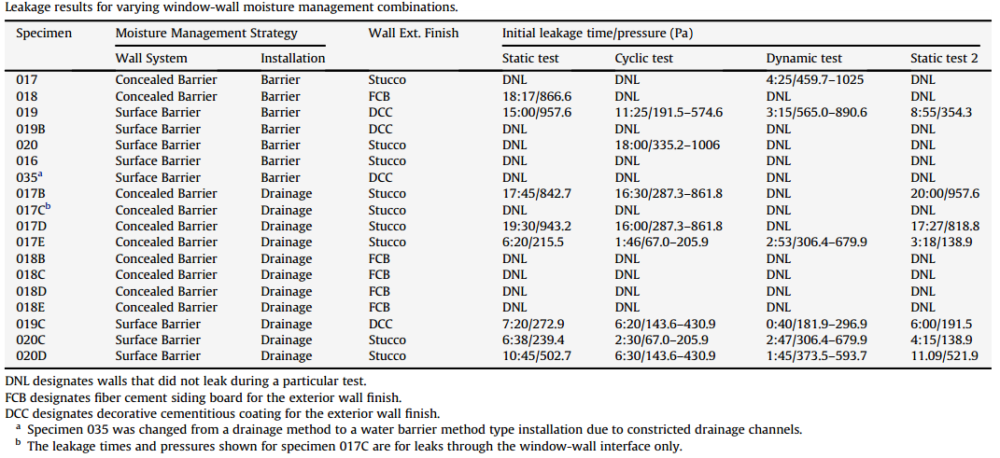 Leakage results for varying window-wall moisture management combinations.
Specimen Moisture Management Strategy Wall Ext. Finish Initial leakage time/pressure (Pa)
Wall System Installation Static test Cyclic test Dynamic test Static test 2
017 Concealed Barrier Barrier Stucco DNL DNL 4:25/459.7–1025 DNL
018 Concealed Barrier Barrier FCB 18:17/866.6 DNL DNL DNL
019 Surface Barrier Barrier DCC 15:00/957.6 11:25/191.5–574.6 3:15/565.0–890.6 8:55/354.3
019B Surface Barrier Barrier DCC DNL DNL DNL DNL
020 Surface Barrier Barrier Stucco DNL 18:00/335.2–1006 DNL DNL
016 Surface Barrier Barrier Stucco DNL DNL DNL DNL
035a Surface Barrier Barrier DCC DNL DNL DNL DNL
017B Concealed Barrier Drainage Stucco 17:45/842.7 16:30/287.3–861.8 DNL 20:00/957.6
017Cb Concealed Barrier Drainage Stucco DNL DNL DNL DNL
017D Concealed Barrier Drainage Stucco 19:30/943.2 16:00/287.3–861.8 DNL 17:27/818.8
017E Concealed Barrier Drainage Stucco 6:20/215.5 1:46/67.0–205.9 2:53/306.4–679.9 3:18/138.9
018B Concealed Barrier Drainage FCB DNL DNL DNL DNL
018C Concealed Barrier Drainage FCB DNL DNL DNL DNL
018D Concealed Barrier Drainage FCB DNL DNL DNL DNL
018E Concealed Barrier Drainage FCB DNL DNL DNL DNL
019C Surface Barrier Drainage DCC 7:20/272.9 6:20/143.6–430.9 0:40/181.9–296.9 6:00/191.5
020C Surface Barrier Drainage Stucco 6:38/239.4 2:30/67.0–205.9 2:47/306.4–679.9 4:15/138.9
020D Surface Barrier Drainage Stucco 10:45/502.7 6:30/143.6–430.9 1:45/373.5–593.7 11.09/521.9
DNL designates walls that did not leak during a particular test.
FCB designates fiber cement siding board for the exterior wall finish.
DCC designates decorative cementitious coating for the exterior wall finish.
a Specimen 035 was changed from a drainage method to a water barrier method type installation due to constricted drainage channels.
b The leakage times and pressures shown for specimen 017C are for leaks through the window-wall interface only.